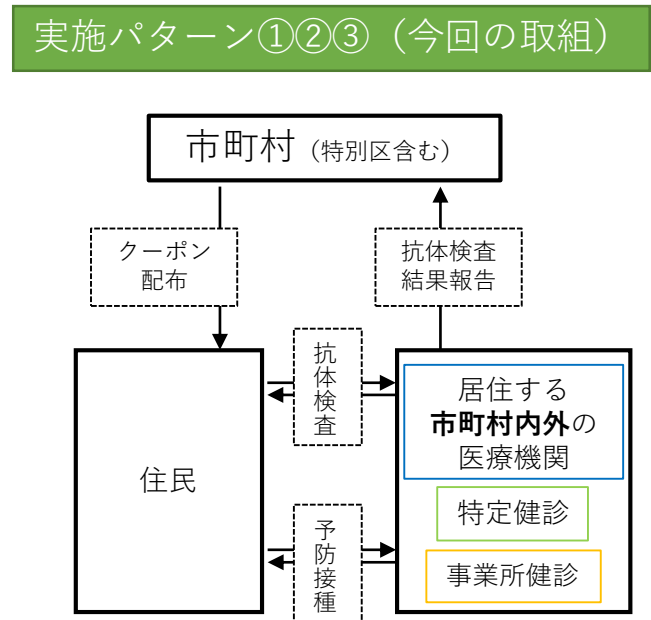 実施パターン①②③（今回の取組）
市町村（特別区含む）
クーポン
配布
抗体検査
結果報告
住民
抗体検査
予防接種
居住する
市町村内外の
医療機関
特定健診
事業所健診